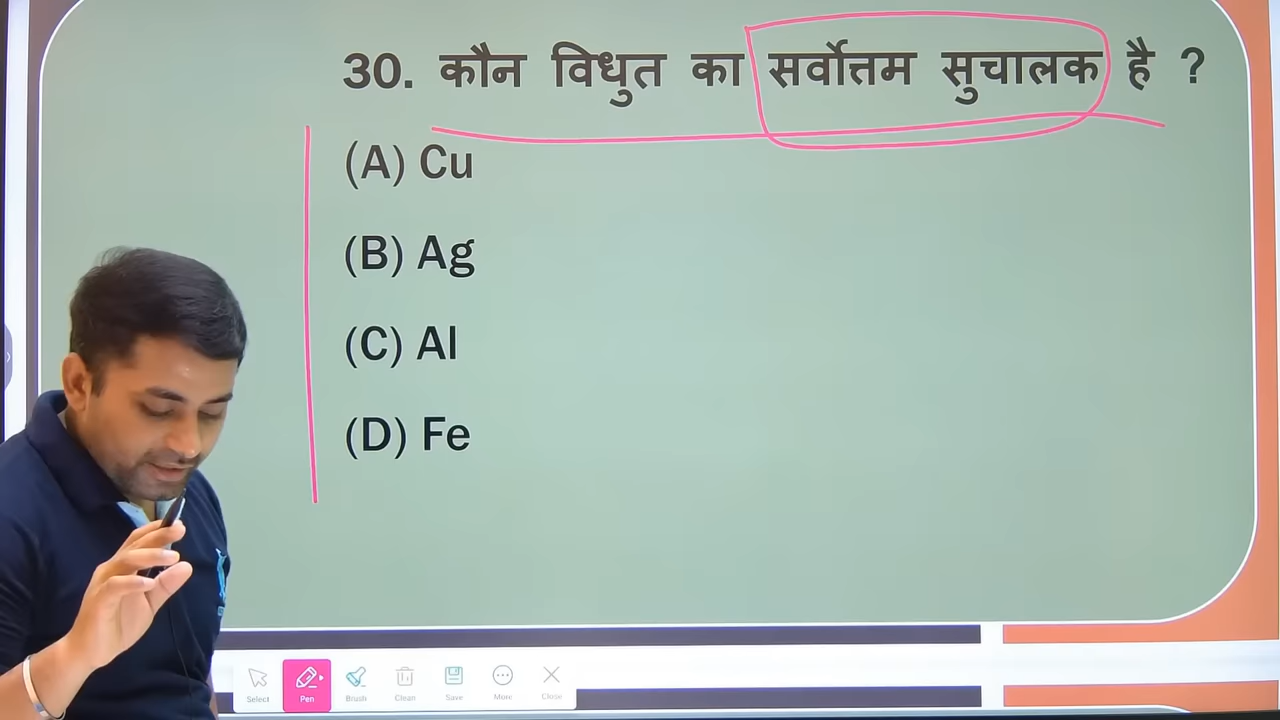 30. कौन विधुत का सर्वोत्तम सुचालक है ?
(A) Cu
(B) Ag
(C) Al
(D) Fe
Select Pen Brush Clean Save More Close